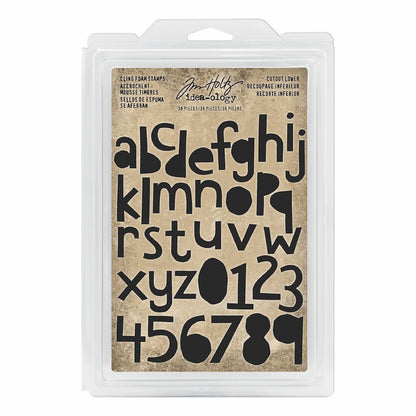 CLING FOAM STAMPS
ACCROCHENT-
MOUSSE TIMBRES
SELLOS DE ESPUMA
SE AFERRAN
Tim Holtz
idea-ology
CUTOUT LOWER
DÉCOUPAGE INFÉRIEUR
RECORTE INFERIOR
abcdefghij
klmnopq
rstuvw
xyz0123
456789